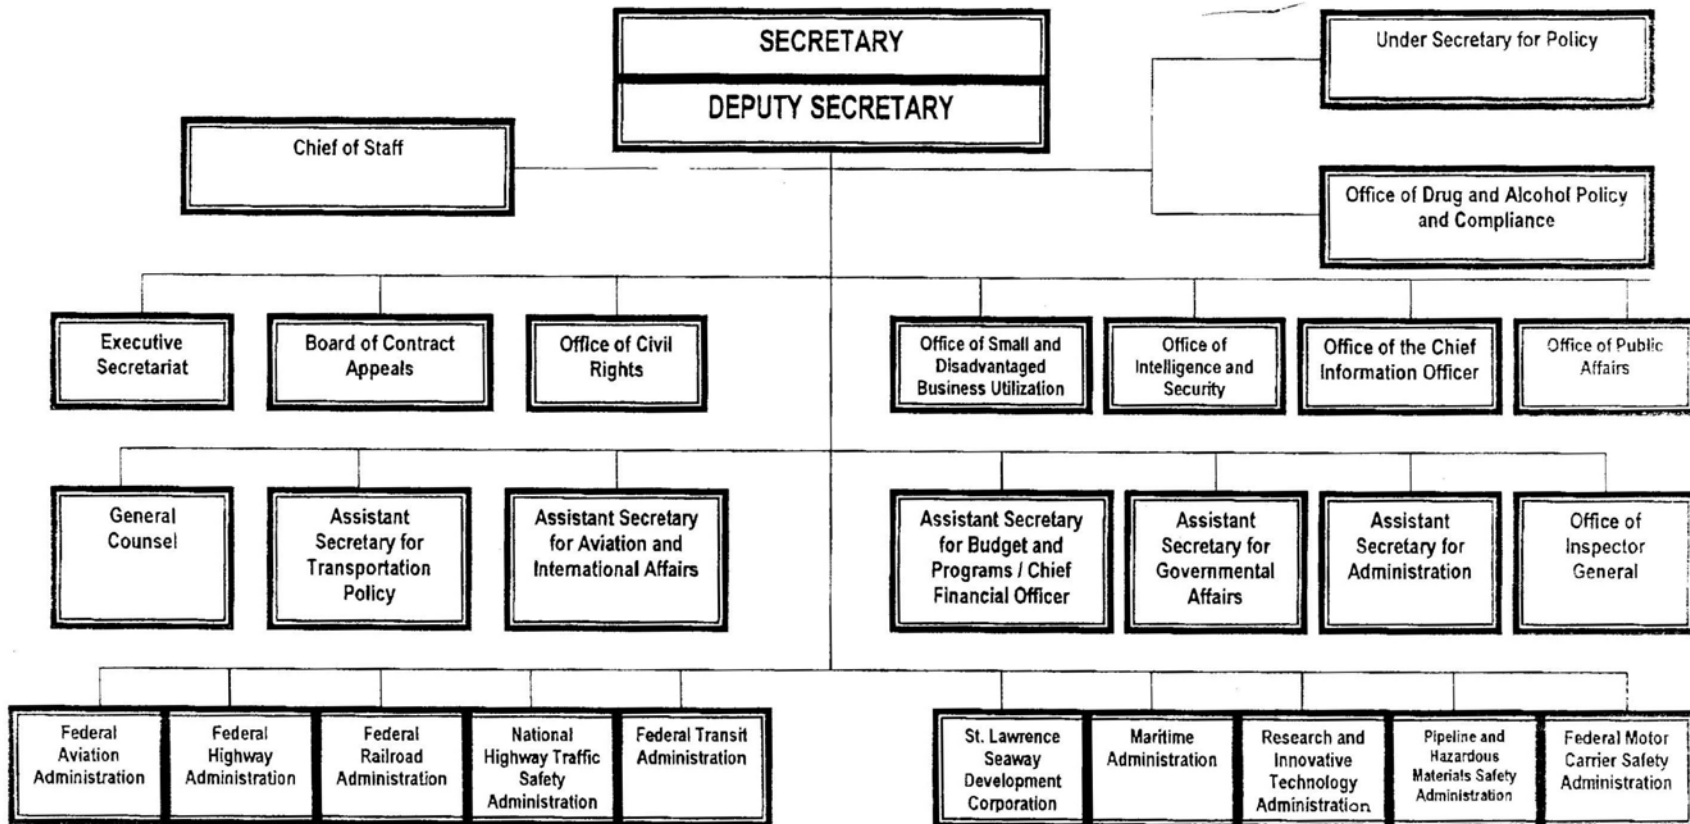 SECRETARY
DEPUTY SECRETARY
Under Secretary for Policy
Chief of Staff
Office of Drug and Alcohol Policy
and Compliance
Executive
Secretariat
Board of Contract
Appeals
Office of Civil
Rights
Office of Small and
Disadvantaged
Business Utilization
Office of
Intelligence and
Security
Office of the Chief
Information Officer
Office of Public
Affairs
General
Counsel
Assistant
Secretary for
Transportation
Policy
Assistant Secretary
for Aviation and
International Affairs
Assistant Secretary
for Budget and
Programs / Chief
Financial Officer
Assistant
Secretary for
Governmental
Affairs
Assistant
Secretary for
Administration
Office of
Inspector
General
Federal
Aviation
Administration
Federal
Highway
Administration
Federal
Railroad
Administration
National
Highway Traffic
Safety
Administration
Federal Transit
Administration
St. Lawrence
Seaway
Development
Corporation
Maritime
Administration
Research and
Innovative
Technology
Administration
Pipeline and
Hazardous
Materials Safety
Administration
Federal Motor
Carrier Safety
Administration